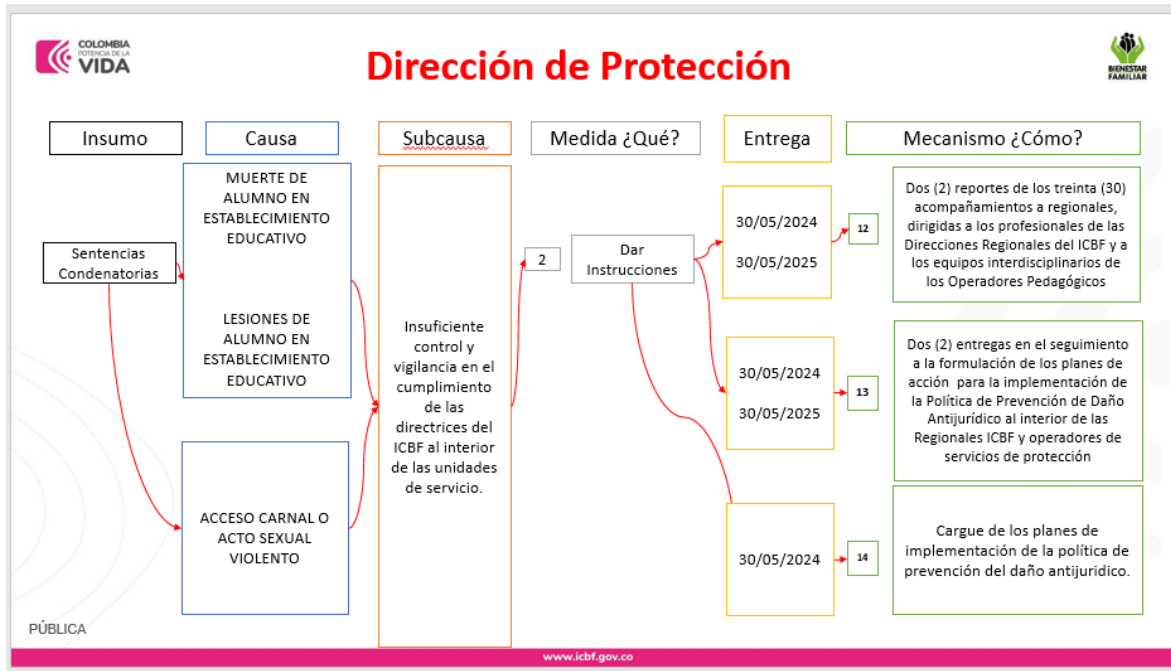 COLOMBIA
POTENCIA DE LA
VIDA
Dirección de Protección
BIENESTAR
FAMILIAR
Insumo
Causa
Subcausa
Medida ¿Qué?
Entrega
Mecanismo ¿Cómo?
Sentencias
Condenatorias
MUERTE DE
ALUMNO EN
ESTABLECIMIENTO
EDUCATIVO
LESIONES DE
ALUMNO EN
ESTABLECIMIENTO
EDUCATIVO
ACCESO CARNAL O
ACTO SEXUAL
VIOLENTO
Insuficiente
control y
vigilancia en el
cumplimiento
de las
directrices del
ICBF al interior
de las unidades
de servicio.
2
Dar
Instrucciones
30/05/2024
30/05/2025
12
Dos (2) reportes de los treinta (30)
acompañamientos a regionales,
dirigidas a los profesionales de las
Direcciones Regionales del ICBF y a
los equipos interdisciplinarios de
los Operadores Pedagógicos
30/05/2024
30/05/2025
13
Dos (2) entregas en el seguimiento
a la formulación de los planes de
acción para la implementación de
la Política de Prevención de Daño
Antijurídico al interior de las
Regionales ICBF y operadores de
servicios de protección
30/05/2024
14
Cargue de los planes de
implementación de la política de
prevención del daño antijuridico.
PÚBLICA
www.icbf.gov.co